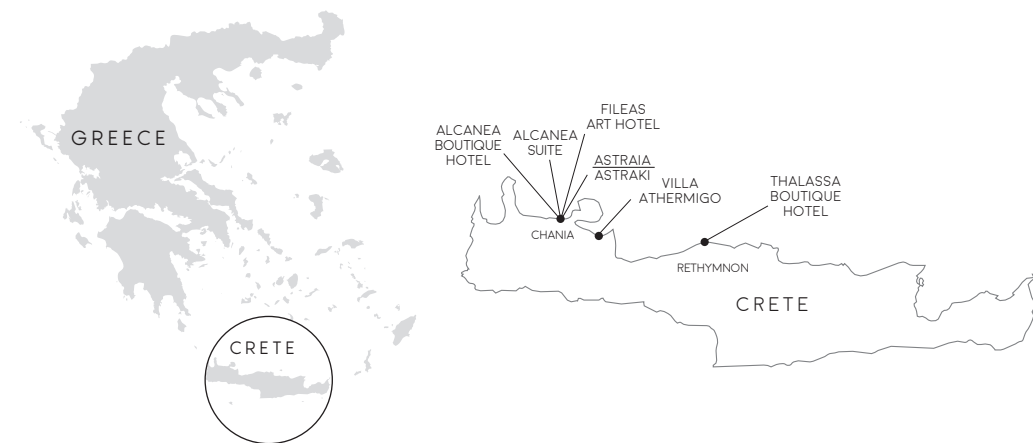 GREECE
CRETE
ALCANEA
BOUTIQUE
HOTEL
ALCANEA
SUITE
FILEAS
ART HOTEL
ASTRAIA
ASTRAKI
VILLA
ATHERMIGO
THALASSA
BOUTIQUE
HOTEL
CHANIA
RETHYMNON
CRETE